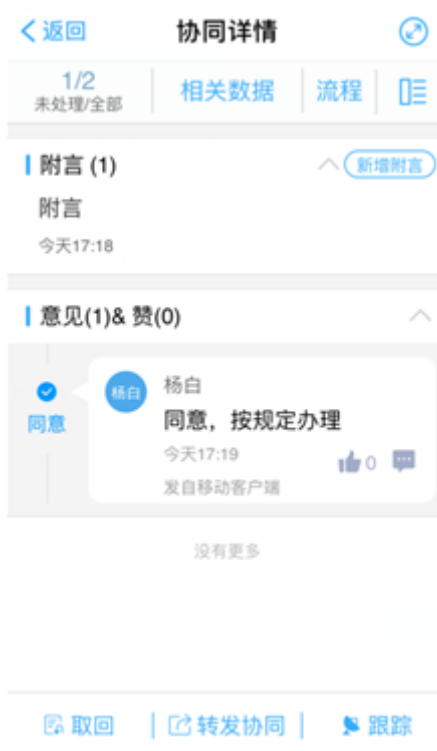 返回 协同详情
1/2 相关数据 流程
未处理/全部
附言 (1) 新增附言
附言
今天17:18
意见(1)& 赞(0)
杨白 杨白
同意 同意，按规定办理
今天17:19 0
发自移动客户端
没有更多
取回 转发协同 跟踪